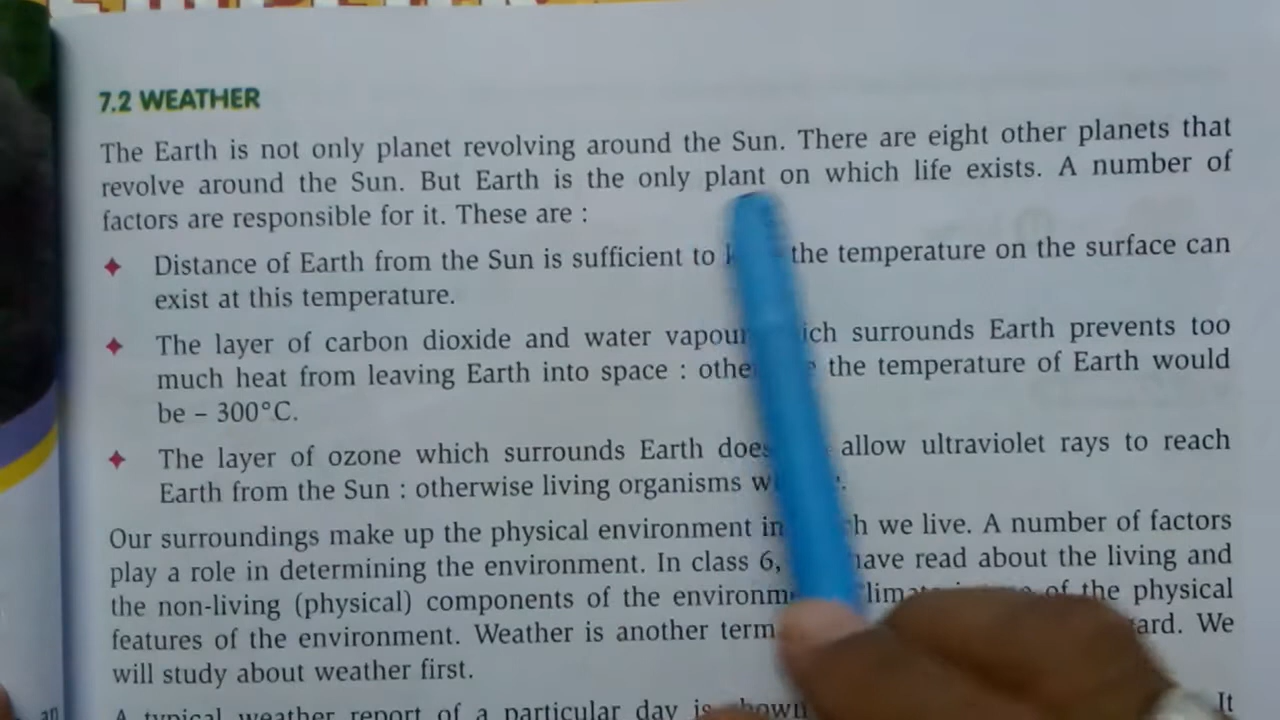 7.2 WEATHER
The Earth is not only planet revolving around the Sun. There are eight other planets that
revolve around the Sun. But Earth is the only plant on which life exists. A number of
factors are responsible for it. These are :
Distance of Earth from the Sun is sufficient to the temperature on the surface can
exist at this temperature.
The layer of carbon dioxide and water vapour surrounds Earth prevents too
much heat from leaving Earth into space : the temperature of Earth would
be – 300°C.
The layer of ozone which surrounds Earth allow ultraviolet rays to reach
Earth from the Sun : otherwise living organisms
Our surroundings make up the physical environment in we live. A number of factors
play a role in determining the environment. In class 6, have read about the living and
the non-living (physical) components of the of the physical
features of the environment. Weather is another term We
will study about weather first.
A typical weather report of a particular day is It